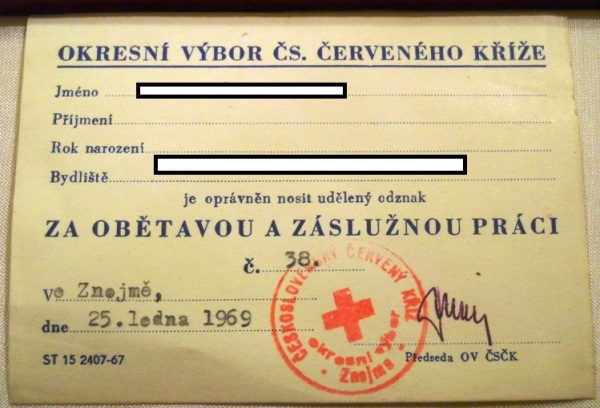 OKRESNÍ VÝBOR ČS. ČERVENÉHO KŘÍŽE
Jméno
Příjmení
Rok narození
Bydliště
je oprávněn nosit udělený odznak
ZA OBĚTAVOU A ZÁSLUŽNOU PRÁCI
č. 38.
Ve Znojmě,
dne 25. ledna 1969
ČESKOSLOVENSKÝ ČERVENÝ KŘÍŽ
okresní výbor
Znojmo
Předseda OV ČSČK
ST 15 2407-67